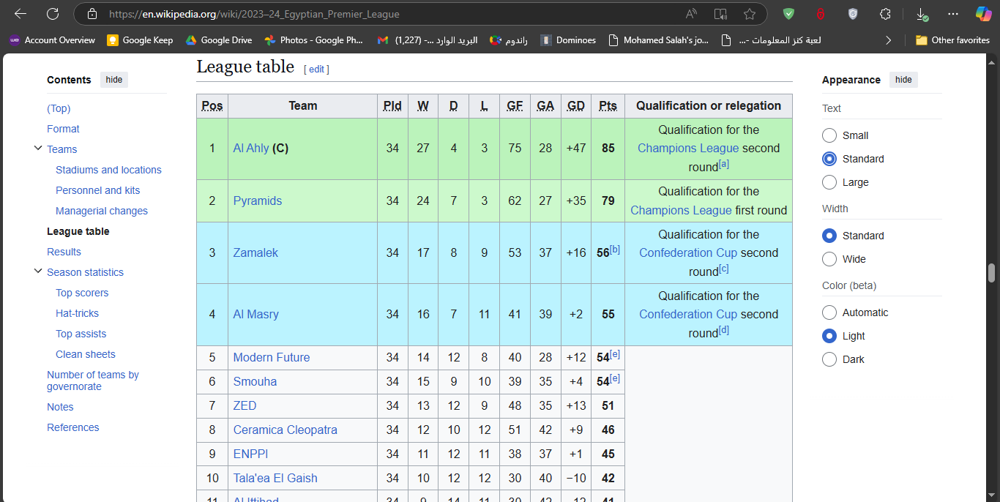 https://en.wikipedia.org/wiki/2023–24_Egyptian_Premier_League
Account Overview
Google Keep
Google Drive
Photos - Google Ph...
البريد الوارد ...- (1,227)
راندوم
Dominoes
Mohamed Salah's jo...
لعبة كنز المعلومات -...
Other favorites
Contents hide
(Top)
Format
Teams
Stadiums and locations
Personnel and kits
Managerial changes
League table
Results
Season statistics
Top scorers
Hat-tricks
Top assists
Clean sheets
Number of teams by
governorate
Notes
References
League table [ edit ]
Pos Team Pld W D L GF GA GD Pts Qualification or relegation
1 Al Ahly (C) 34 27 4 3 75 28 +47 85 Qualification for the
Champions League second
round[a]
2 Pyramids 34 24 7 3 62 27 +35 79 Qualification for the
Champions League first round
3 Zamalek 34 17 8 9 53 37 +16 56[b] Qualification for the
Confederation Cup second
round[c]
4 Al Masry 34 16 7 11 41 39 +2 55 Qualification for the
Confederation Cup second
round[d]
5 Modern Future 34 14 12 8 40 28 +12 54[e]
6 Smouha 34 15 9 10 39 35 +4 54[e]
7 ZED 34 13 12 9 48 35 +13 51
8 Ceramica Cleopatra 34 12 10 12 51 42 +9 46
9 ENPPI 34 11 12 11 38 37 +1 45
10 Tala'ea El Gaish 34 10 12 12 30 40 −10 42
11 Al Ittihad 34 9 14 11 30 42 −12 41
Appearance hide
Text
Small
Standard
Large
Width
Standard
Wide
Color (beta)
Automatic
Light
Dark